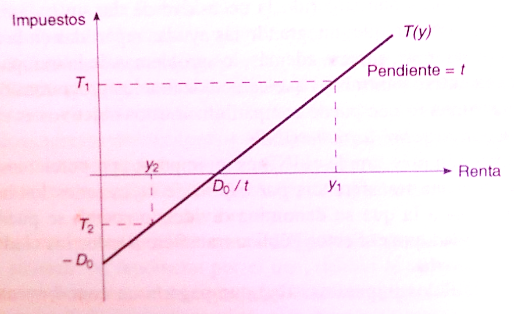 Impuestos
T(y)
T₁
Pendiente = t
y₂
Renta
D₀ / t
y₁
T₂
– D₀